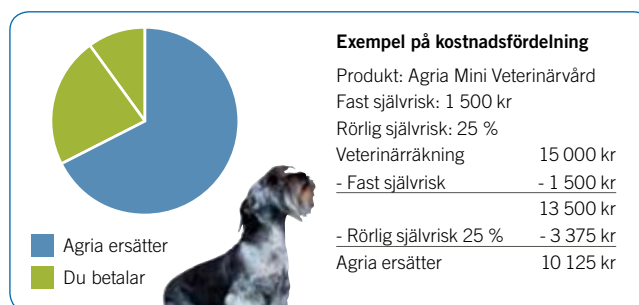 Exempel på kostnadsfördelning
Produkt: Agria Mini Veterinärvård
Fast självrisk: 1 500 kr
Rörlig självrisk: 25 %
Veterinärräkning 15 000 kr
- Fast självrisk - 1 500 kr
13 500 kr
- Rörlig självrisk 25 % - 3 375 kr
Agria ersätter 10 125 kr
Agria ersätter
Du betalar